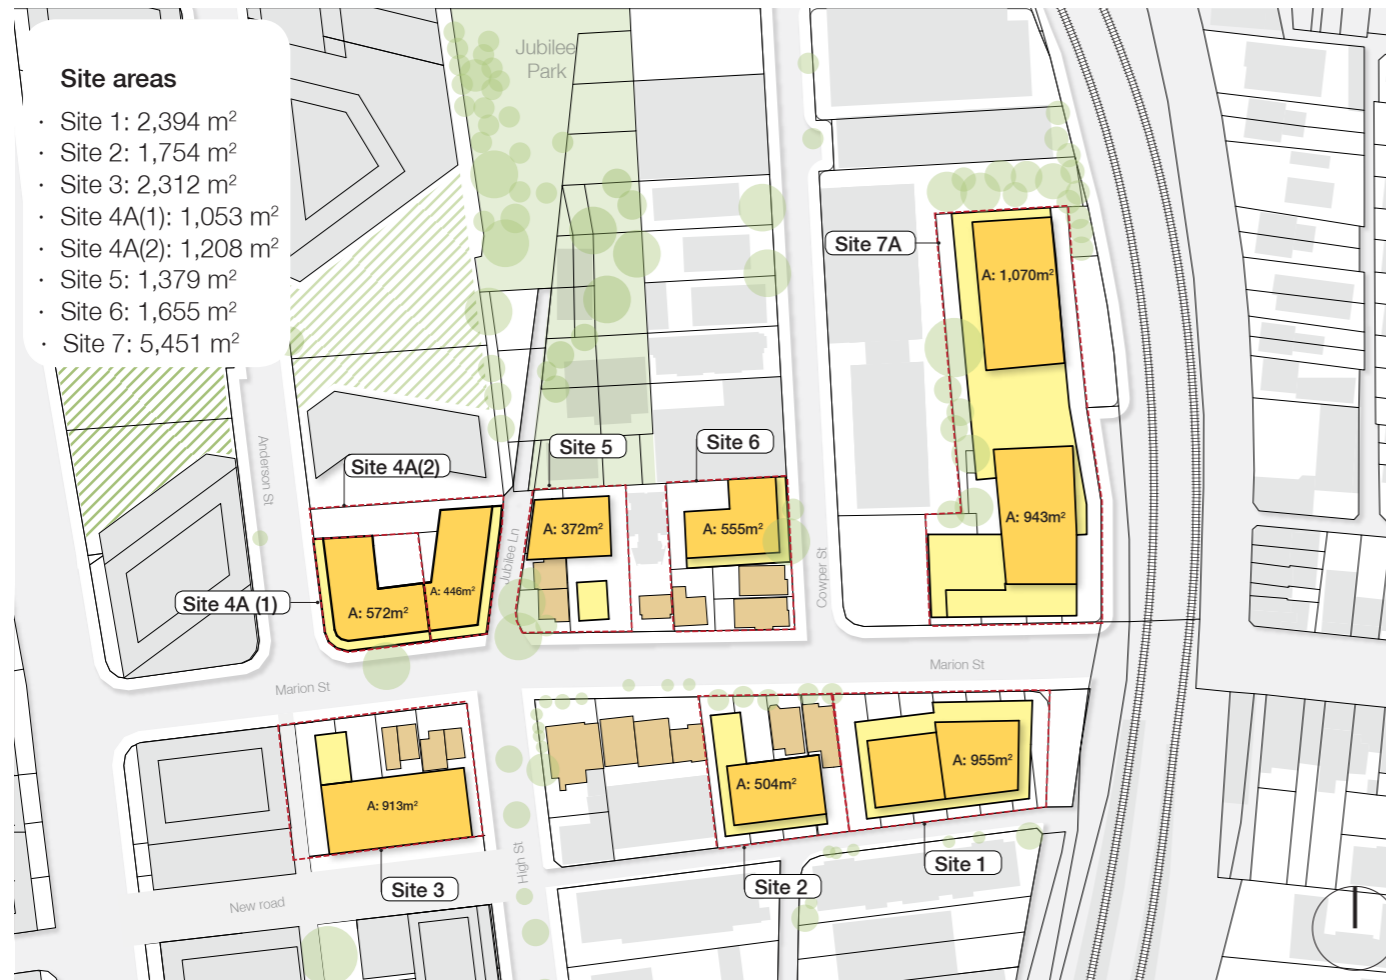 Jubilee
Park
Site areas
· Site 1: 2,394 m²
· Site 2: 1,754 m²
· Site 3: 2,312 m²
· Site 4A(1): 1,053 m²
· Site 4A(2): 1,208 m²
· Site 5: 1,379 m²
· Site 6: 1,655 m²
· Site 7: 5,451 m²
Site 7A
A: 1,070m²
Anderson St
Site 4A(2)
Site 5
Site 6
A: 372m²
A: 555m²
A: 943m²
Jubilee Ln
Cowper St
Site 4A (1)
A: 572m²
A: 446m²
Marion St
Marion St
A: 913m²
A: 504m²
A: 955m²
High St
Site 3
Site 2
Site 1
New road